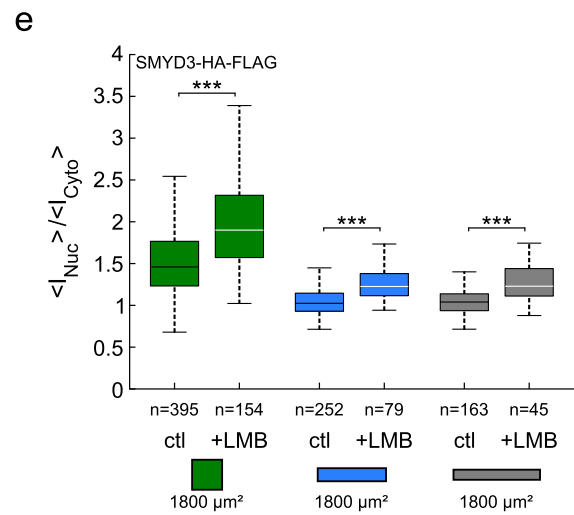 e
SMYD3-HA-FLAG
<I_Nuc>/<I_Cyto>
4
3.5
3
2.5
2
1.5
1
0.5
0
***
***
***
n=395 n=154 n=252 n=79 n=163 n=45
ctl +LMB ctl +LMB ctl +LMB
1800 µm² 1800 µm² 1800 µm²